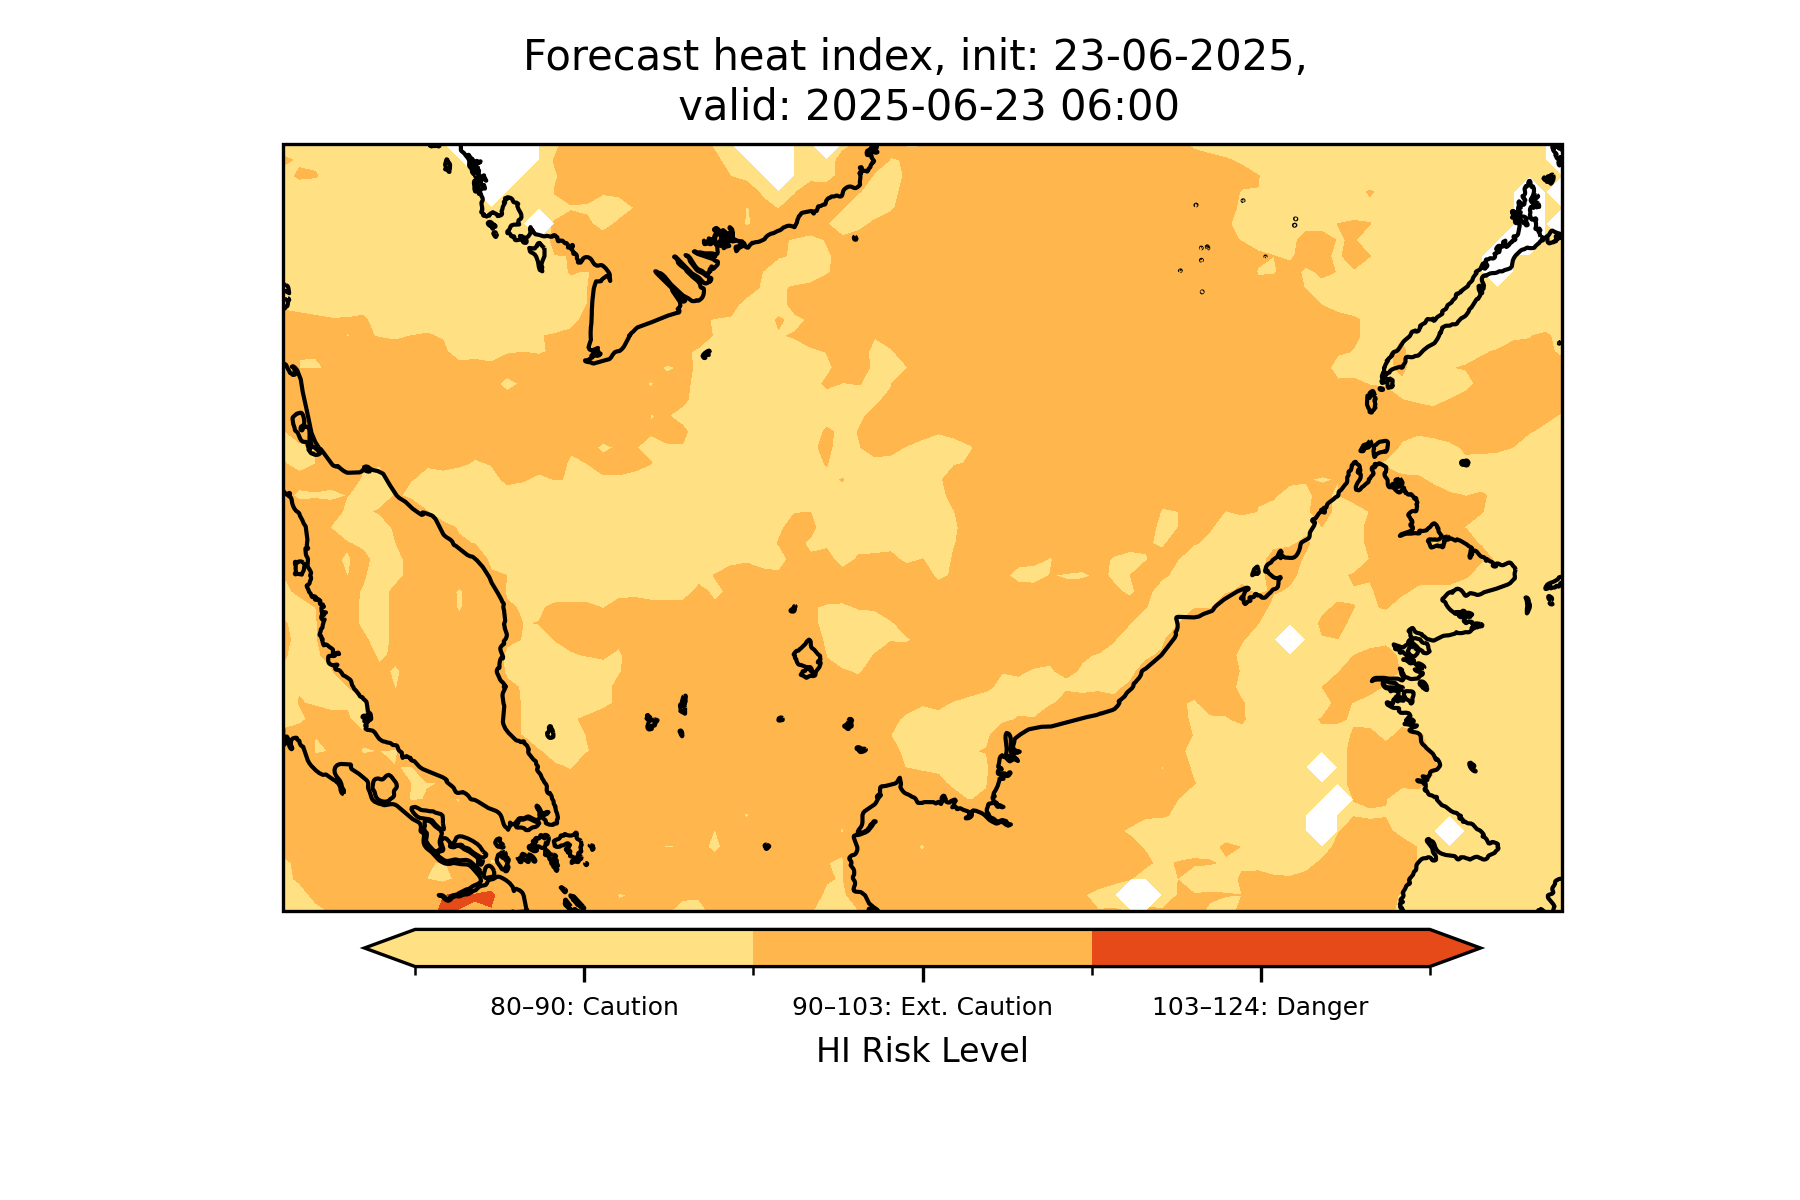 Forecast heat index, init: 23-06-2025,
valid: 2025-06-23 06:00
80–90: Caution
90–103: Ext. Caution
103–124: Danger
HI Risk Level